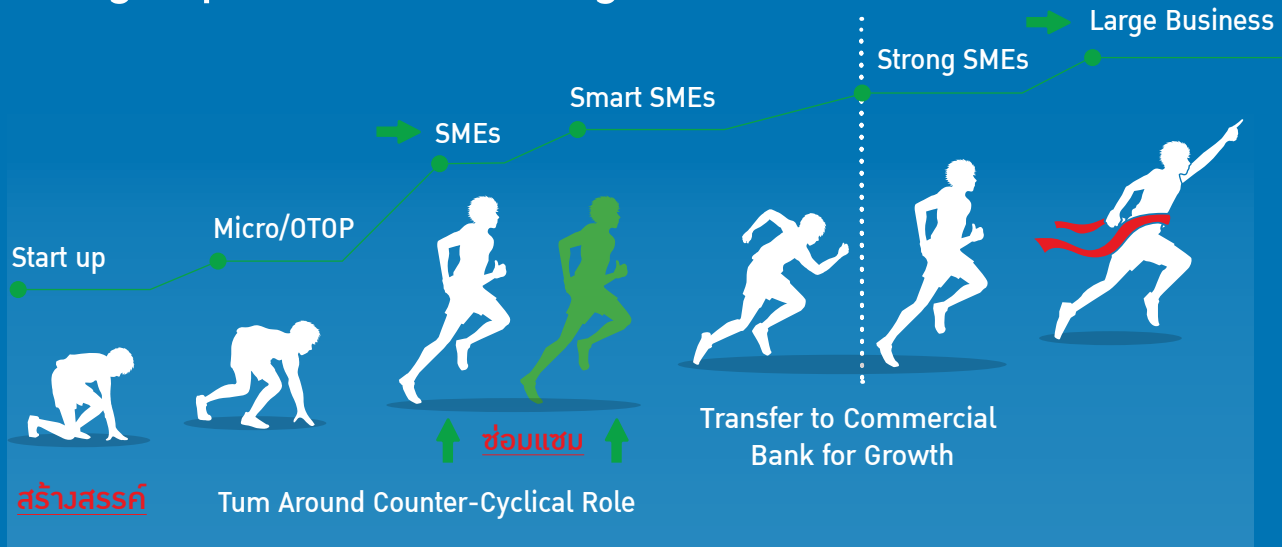 Large Business
Strong SMEs
Smart SMEs
SMEs
Micro/OTOP
Start up
Transfer to Commercial
Bank for Growth
ซ่อมแซม
สร้างสรรค์
Tum Around Counter-Cyclical Role